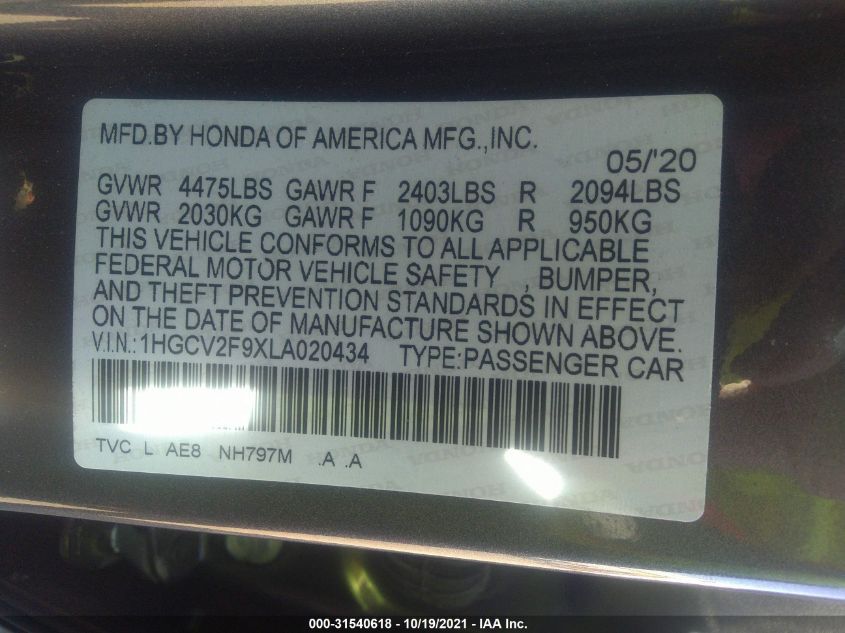 MFD.BY HONDA OF AMERICA MFG.,INC.
05/'20
GVWR 4475LBS GAWR F 2403LBS R 2094LBS
GVWR 2030KG GAWR F 1090KG R 950KG
THIS VEHICLE CONFORMS TO ALL APPLICABLE
FEDERAL MOTOR VEHICLE SAFETY , BUMPER,
AND THEFT PREVENTION STANDARDS IN EFFECT
ON THE DATE OF MANUFACTURE SHOWN ABOVE.
V.I.N.:1HGCV2F9XLA020434 TYPE:PASSENGER CAR
TVC L AE8 NH797M .A .A
000-31540618 - 10/19/2021 - IAA Inc.